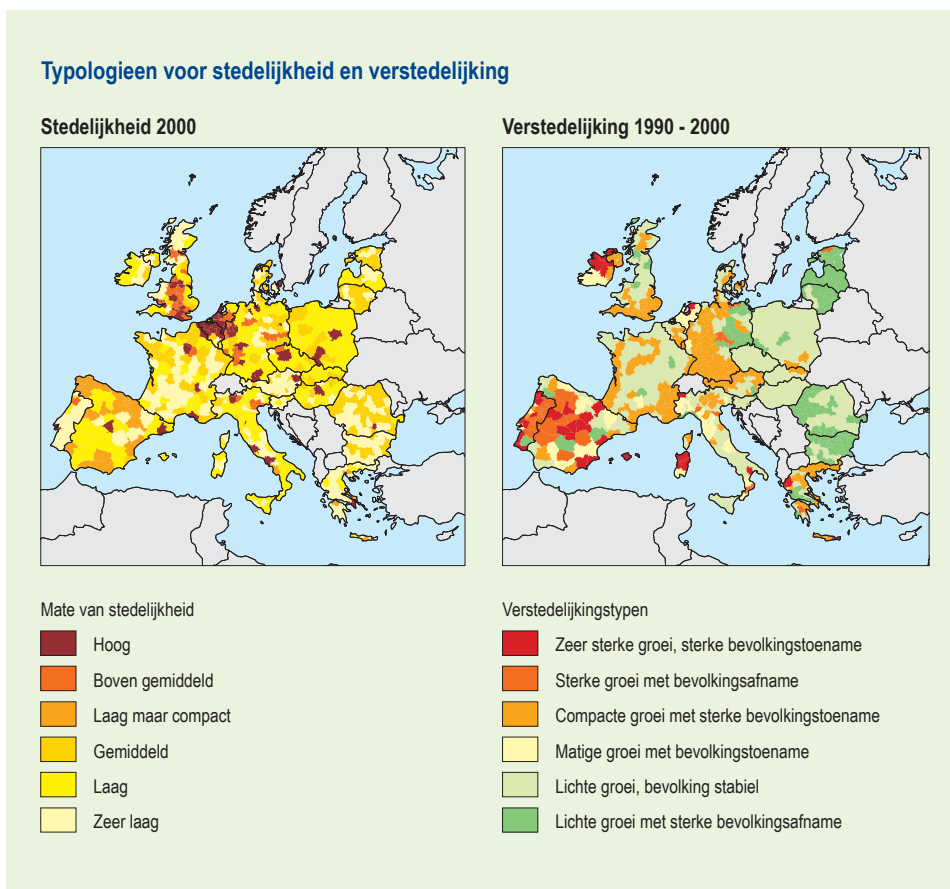 Typologieen voor stedelijkheid en verstedelijking
Stedelijkheid 2000
Mate van stedelijkheid
Hoog
Boven gemiddeld
Laag maar compact
Gemiddeld
Laag
Zeer laag
Verstedelijking 1990 - 2000
Verstedelijkingstypen
Zeer sterke groei, sterke bevolkingstoename
Sterke groei met bevolkingsafname
Compacte groei met sterke bevolkingstoename
Matige groei met bevolkingstoename
Lichte groei, bevolking stabiel
Lichte groei met sterke bevolkingsafname